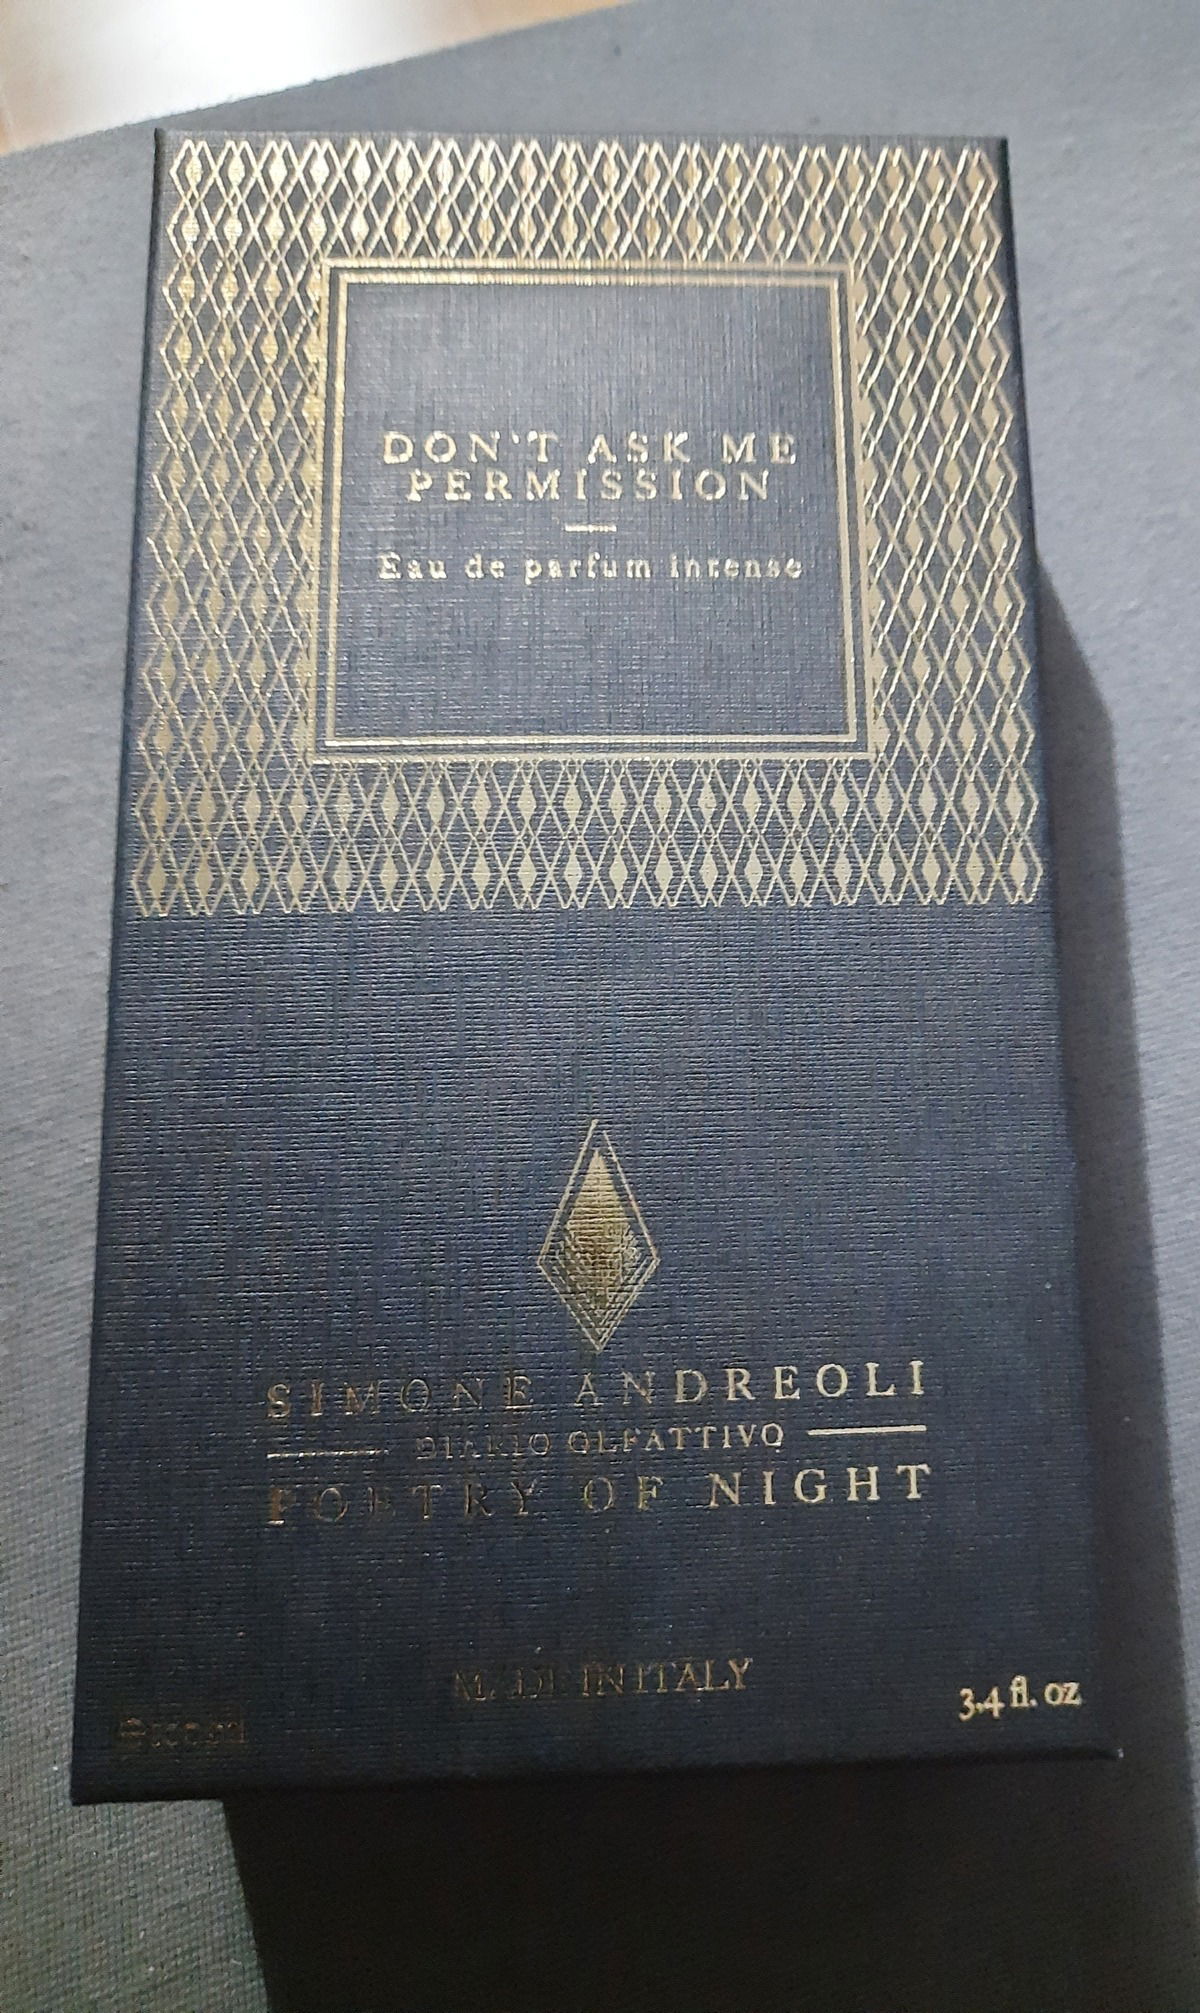 DON'T ASK ME
PERMISSION
Eau de parfum intense
SIMONE ANDREOLI
DIARIO OLFATTIVO
POETRY OF NIGHT
MADE IN ITALY
3.4 fl. oz